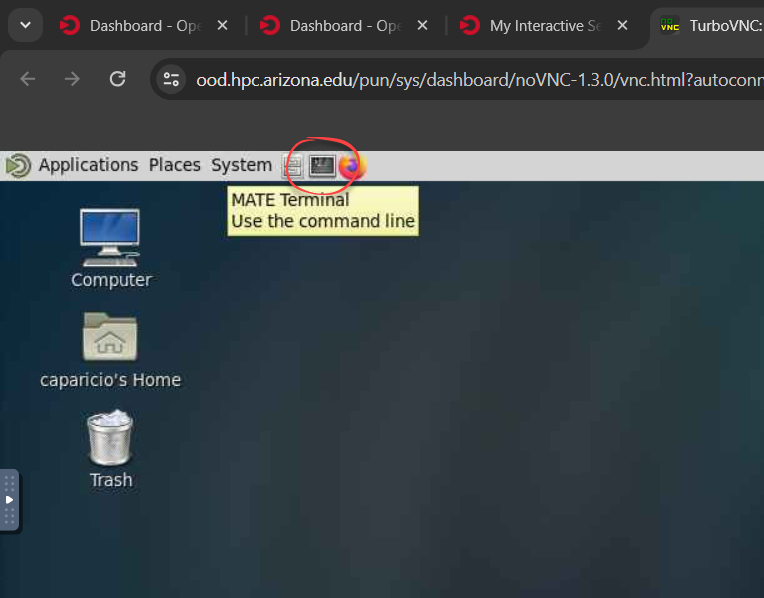 Dashboard - Ope
Dashboard - Ope
My Interactive Se
noVNC
TurboVNC:
ood.hpc.arizona.edu/pun/sys/dashboard/noVNC-1.3.0/vnc.html?autoconn
Applications Places System
MATE Terminal
Use the command line
Computer
caparicio's Home
Trash